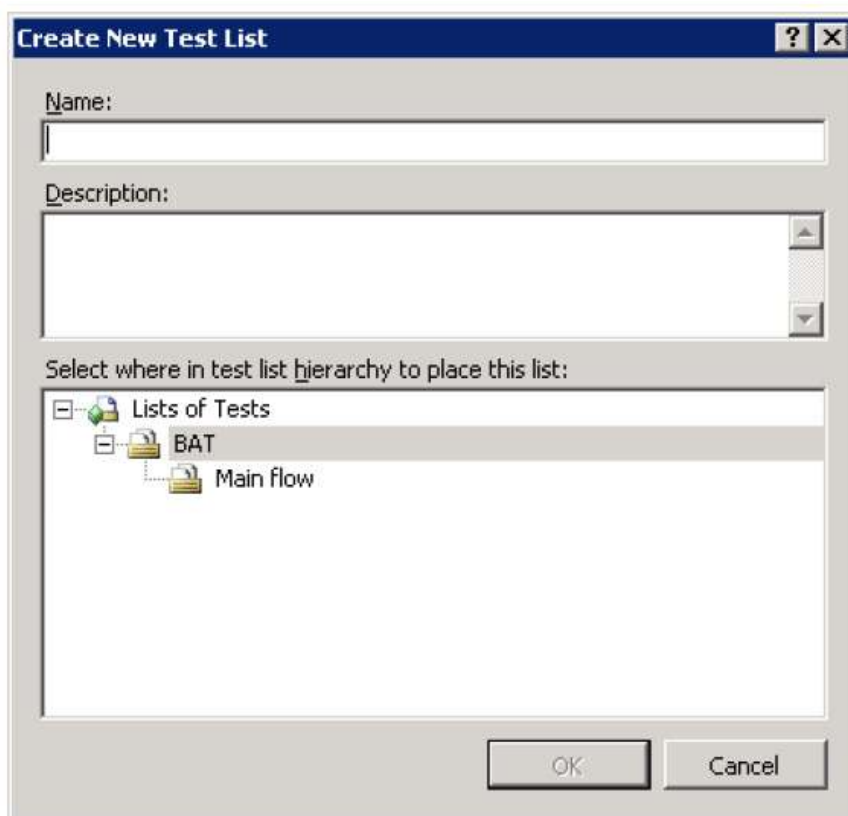 Create New Test List
Name:
Description:
Select where in test list hierarchy to place this list:
Lists of Tests
BAT
Main flow
OK
Cancel